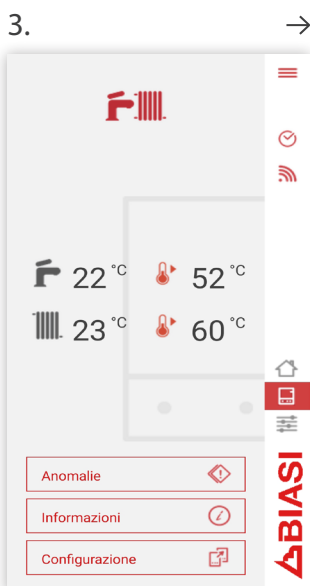 3. →
22 °C 52 °C
23 °C 60 °C
Anomalie
Informazioni
Configurazione
BIASI